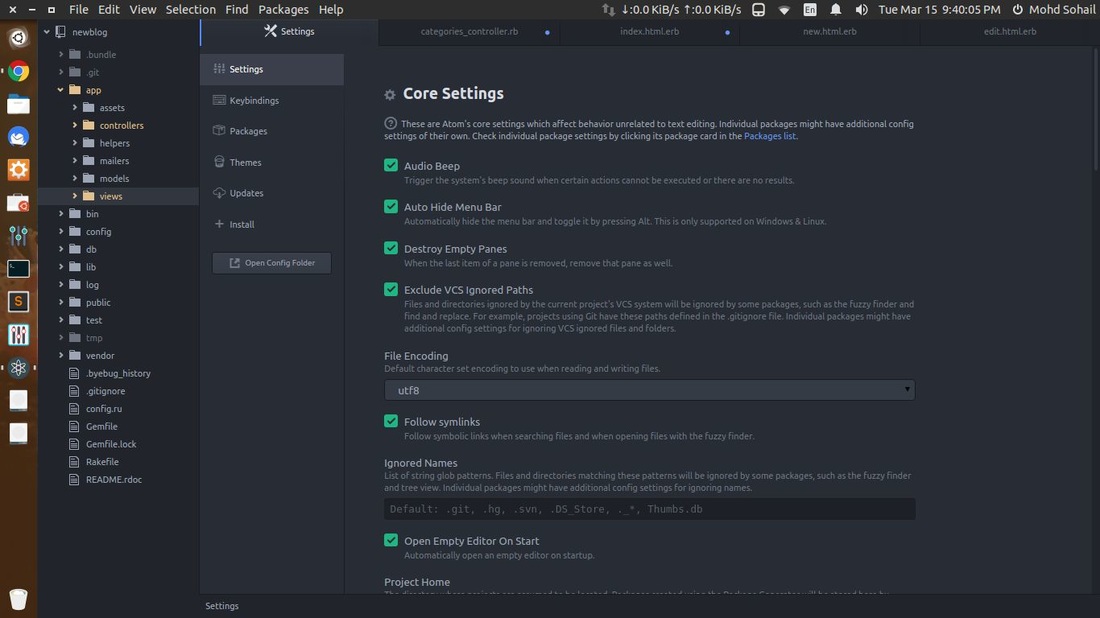 File Edit View Selection Find Packages Help
↓:0.0 KiB/s ↑:0.0 KiB/s
En
Tue Mar 15 9:40:05 PM
Mohd Sohail
newblog
.bundle
.git
app
assets
controllers
helpers
mailers
models
views
bin
config
db
lib
log
public
test
tmp
vendor
.byebug_history
.gitignore
config.ru
Gemfile
Gemfile.lock
Rakefile
README.rdoc
Settings
categories_controller.rb
index.html.erb
new.html.erb
edit.html.erb
Settings
Keybindings
Packages
Themes
Updates
Install
Open Config Folder
Core Settings
These are Atom's core settings which affect behavior unrelated to text editing. Individual packages might have additional config
settings of their own. Check individual package settings by clicking its package card in the Packages list.
Audio Beep
Trigger the system's beep sound when certain actions cannot be executed or there are no results.
Auto Hide Menu Bar
Automatically hide the menu bar and toggle it by pressing Alt. This is only supported on Windows & Linux.
Destroy Empty Panes
When the last item of a pane is removed, remove that pane as well.
Exclude VCS Ignored Paths
Files and directories ignored by the current project's VCS system will be ignored by some packages, such as the fuzzy finder and
find and replace. For example, projects using Git have these paths defined in the .gitignore file. Individual packages might have
additional config settings for ignoring VCS ignored files and folders.
File Encoding
Default character set encoding to use when reading and writing files.
utf8
Follow symlinks
Follow symbolic links when searching files and when opening files with the fuzzy finder.
Ignored Names
List of string glob patterns. Files and directories matching these patterns will be ignored by some packages, such as the fuzzy finder
and tree view. Individual packages might have additional config settings for ignoring names.
Default: .git, .hg, .svn, .DS_Store, ._*, Thumbs.db
Open Empty Editor On Start
Automatically open an empty editor on startup.
Project Home
Settings